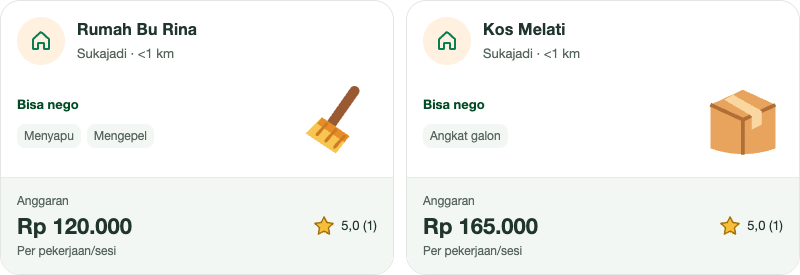 Rumah Bu Rina
Sukajadi · <1 km
Bisa nego
Menyapu
Mengepel
Anggaran
Rp 120.000
5,0 (1)
Per pekerjaan/sesi
Kos Melati
Sukajadi · <1 km
Bisa nego
Angkat galon
Anggaran
Rp 165.000
5,0 (1)
Per pekerjaan/sesi